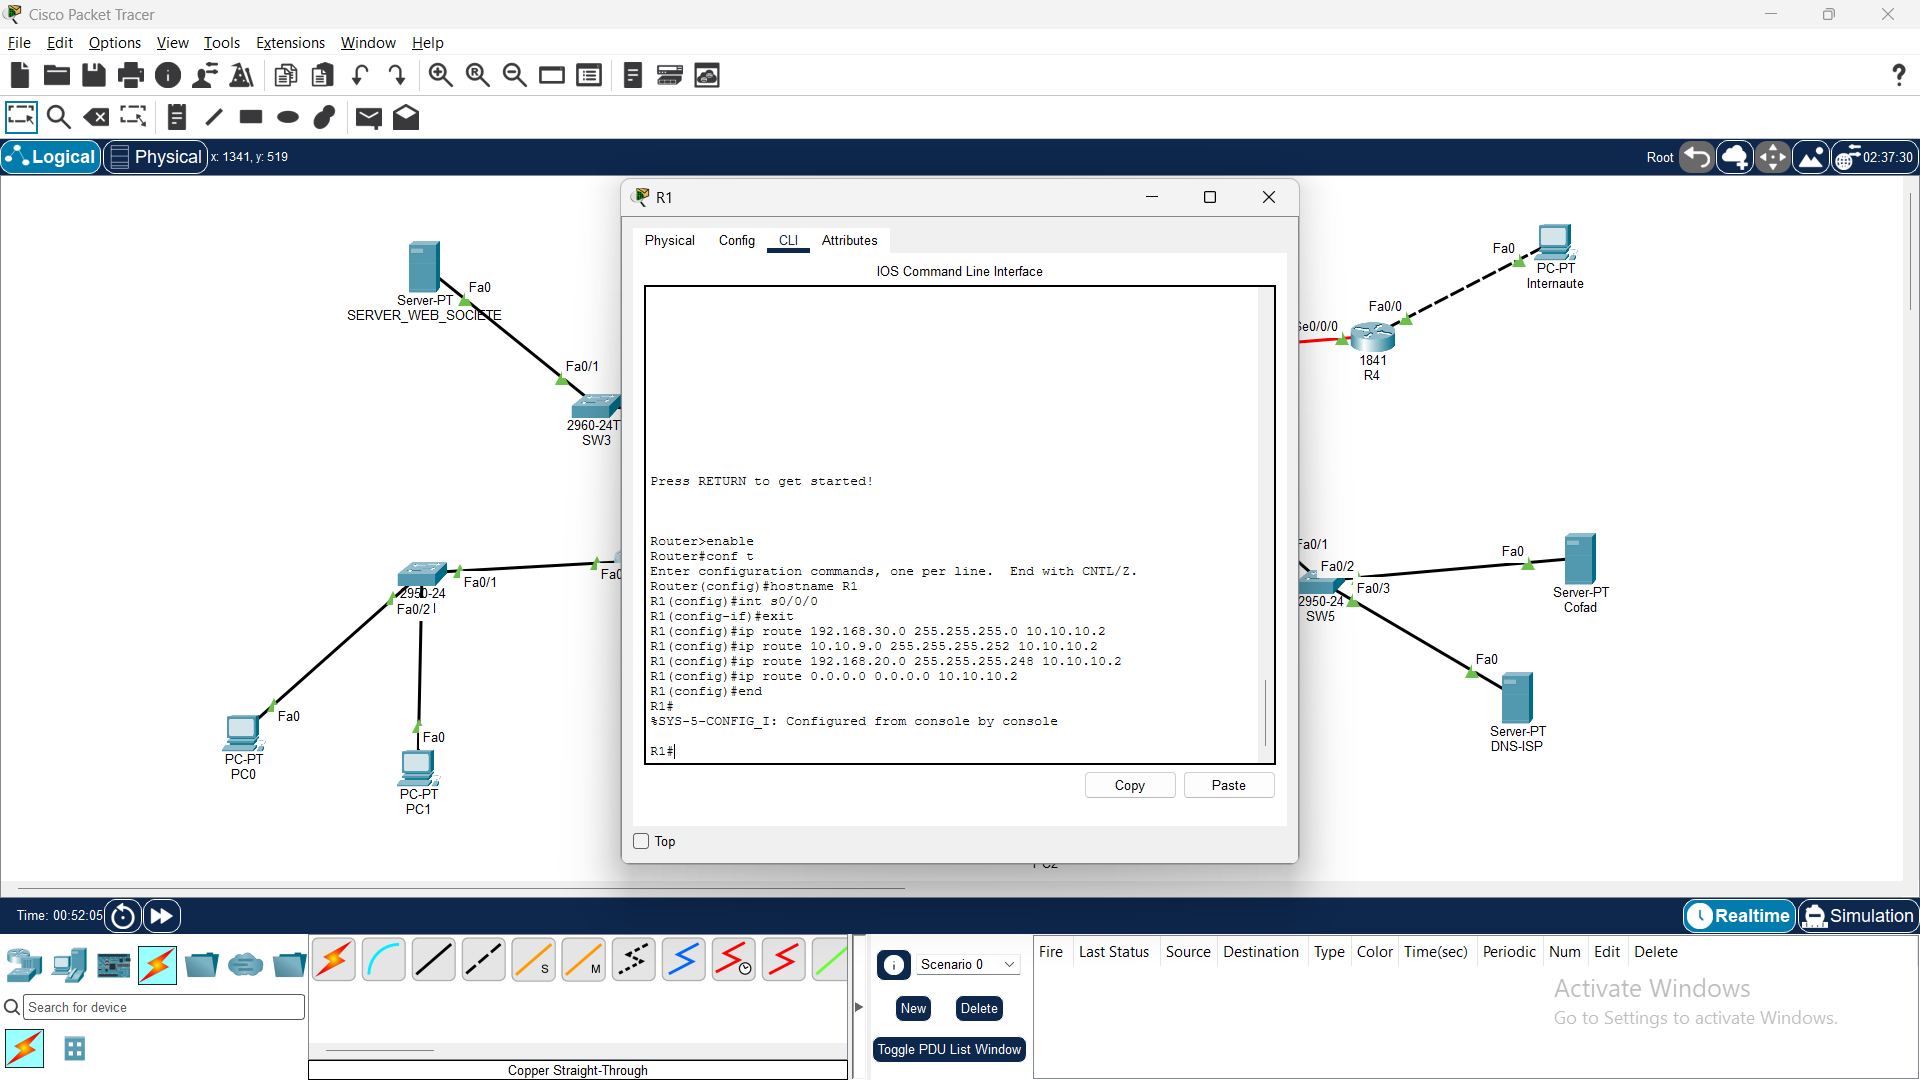 Cisco Packet Tracer
File Edit Options View Tools Extensions Window Help
Logical Physical x: 1341, y: 519 Root 02:37:30
R1
Physical Config CLI Attributes
IOS Command Line Interface
Press RETURN to get started!
Router>enable
Router#conf t
Enter configuration commands, one per line. End with CNTL/Z.
Router(config)#hostname R1
R1(config)#int s0/0/0
R1(config-if)#exit
R1(config)#ip route 192.168.30.0 255.255.255.0 10.10.10.2
R1(config)#ip route 10.10.9.0 255.255.255.252 10.10.10.2
R1(config)#ip route 192.168.20.0 255.255.255.248 10.10.10.2
R1(config)#ip route 0.0.0.0 0.0.0.0 10.10.10.2
R1(config)#end
R1#
%SYS-5-CONFIG_I: Configured from console by console
R1#
Copy Paste
Top
Fa0
Server-PT
SERVER_WEB_SOCIETE
Fa0/1
2960-24T
SW3
Fa0/1
2950-24
Fa0/2
Fa0
PC-PT
PC0
Fa0
PC-PT
PC1
Fa0
PC-PT
Internaute
Fa0/0
Se0/0/0
1841
R4
Fa0/1
Fa0/2
Fa0/3
2950-24
SW5
Fa0
Server-PT
Cofad
Fa0
Server-PT
DNS-ISP
Time: 00:52:05 Realtime Simulation
Search for device
S M
Copper Straight-Through
Scenario 0
New Delete
Toggle PDU List Window
Fire Last Status Source Destination Type Color Time(sec) Periodic Num Edit Delete
Activate Windows
Go to Settings to activate Windows.